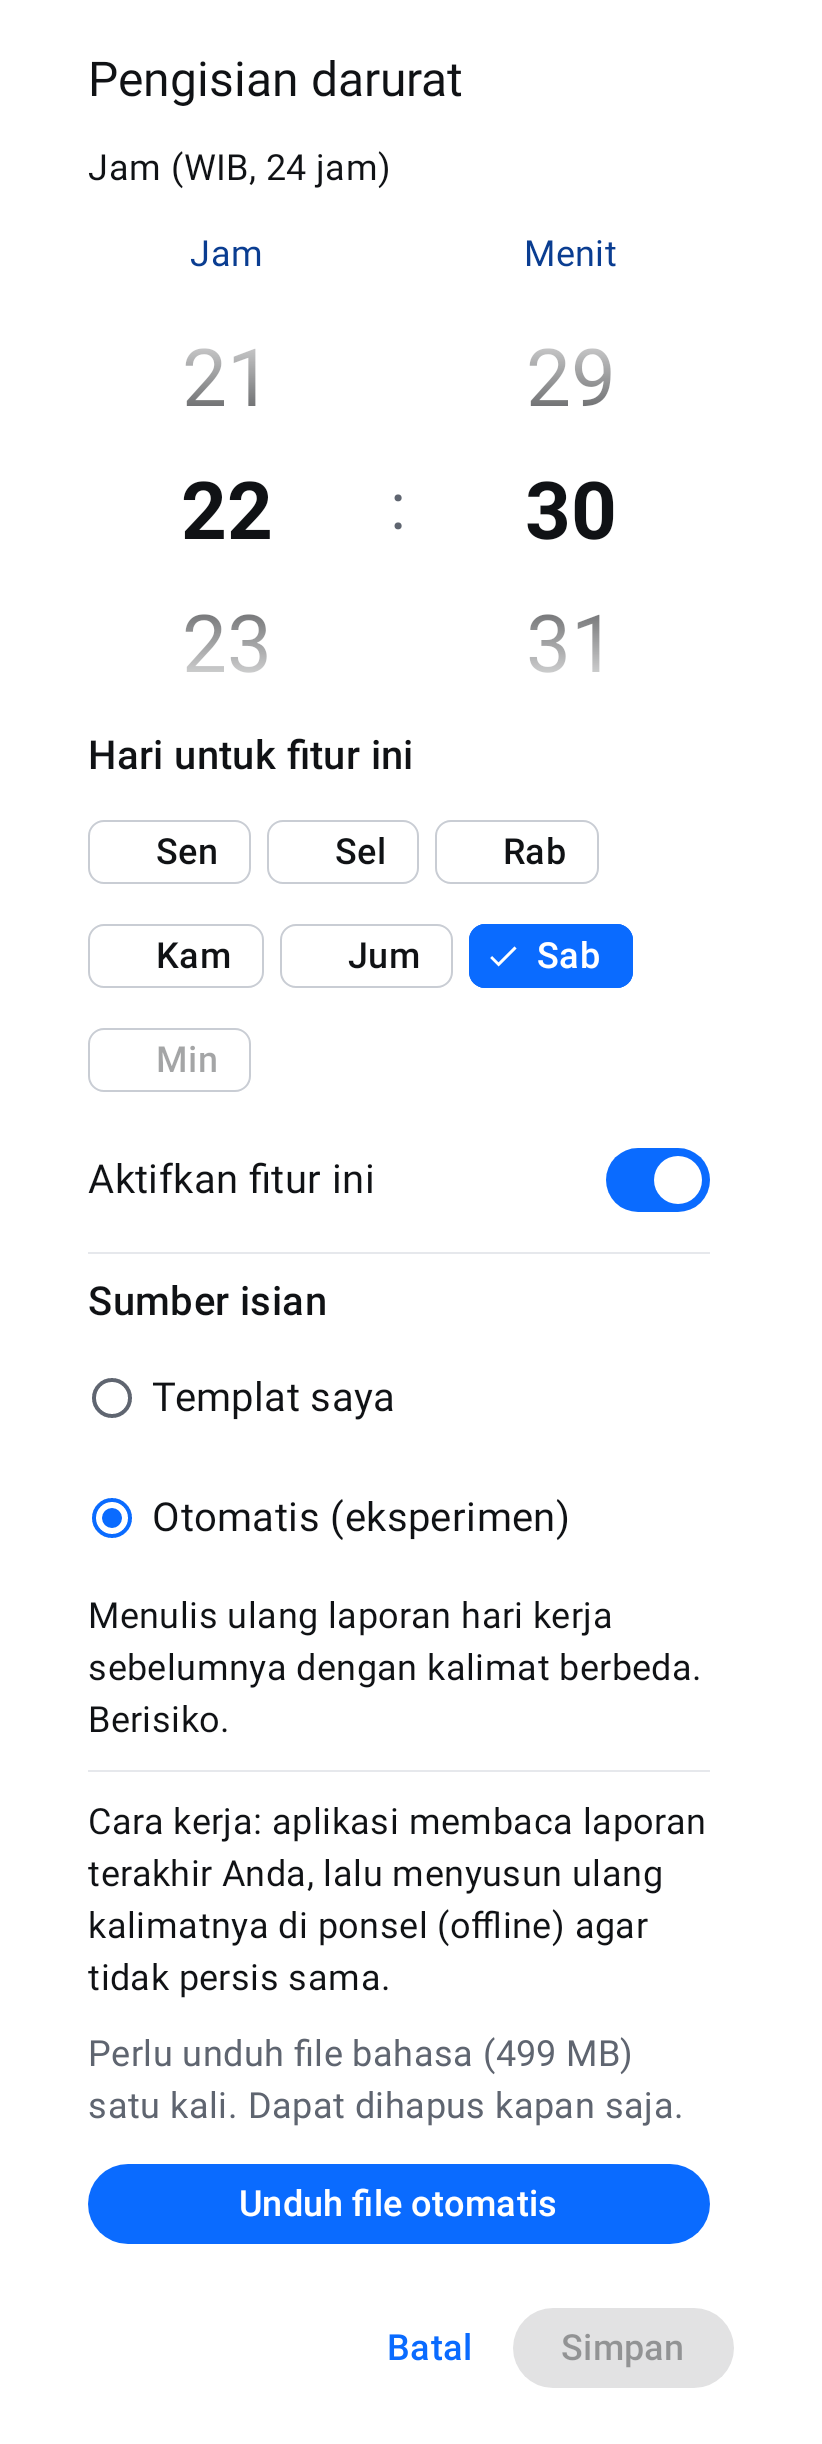 Pengisian darurat
Jam (WIB, 24 jam)
Jam Menit
21 29
22 : 30
23 31
Hari untuk fitur ini
Sen Sel Rab
Kam Jum Sab
Min
Aktifkan fitur ini
Sumber isian
Templat saya
Otomatis (eksperimen)
Menulis ulang laporan hari kerja
sebelumnya dengan kalimat berbeda.
Berisiko.
Cara kerja: aplikasi membaca laporan
terakhir Anda, lalu menyusun ulang
kalimatnya di ponsel (offline) agar
tidak persis sama.
Perlu unduh file bahasa (499 MB)
satu kali. Dapat dihapus kapan saja.
Unduh file otomatis
Batal Simpan